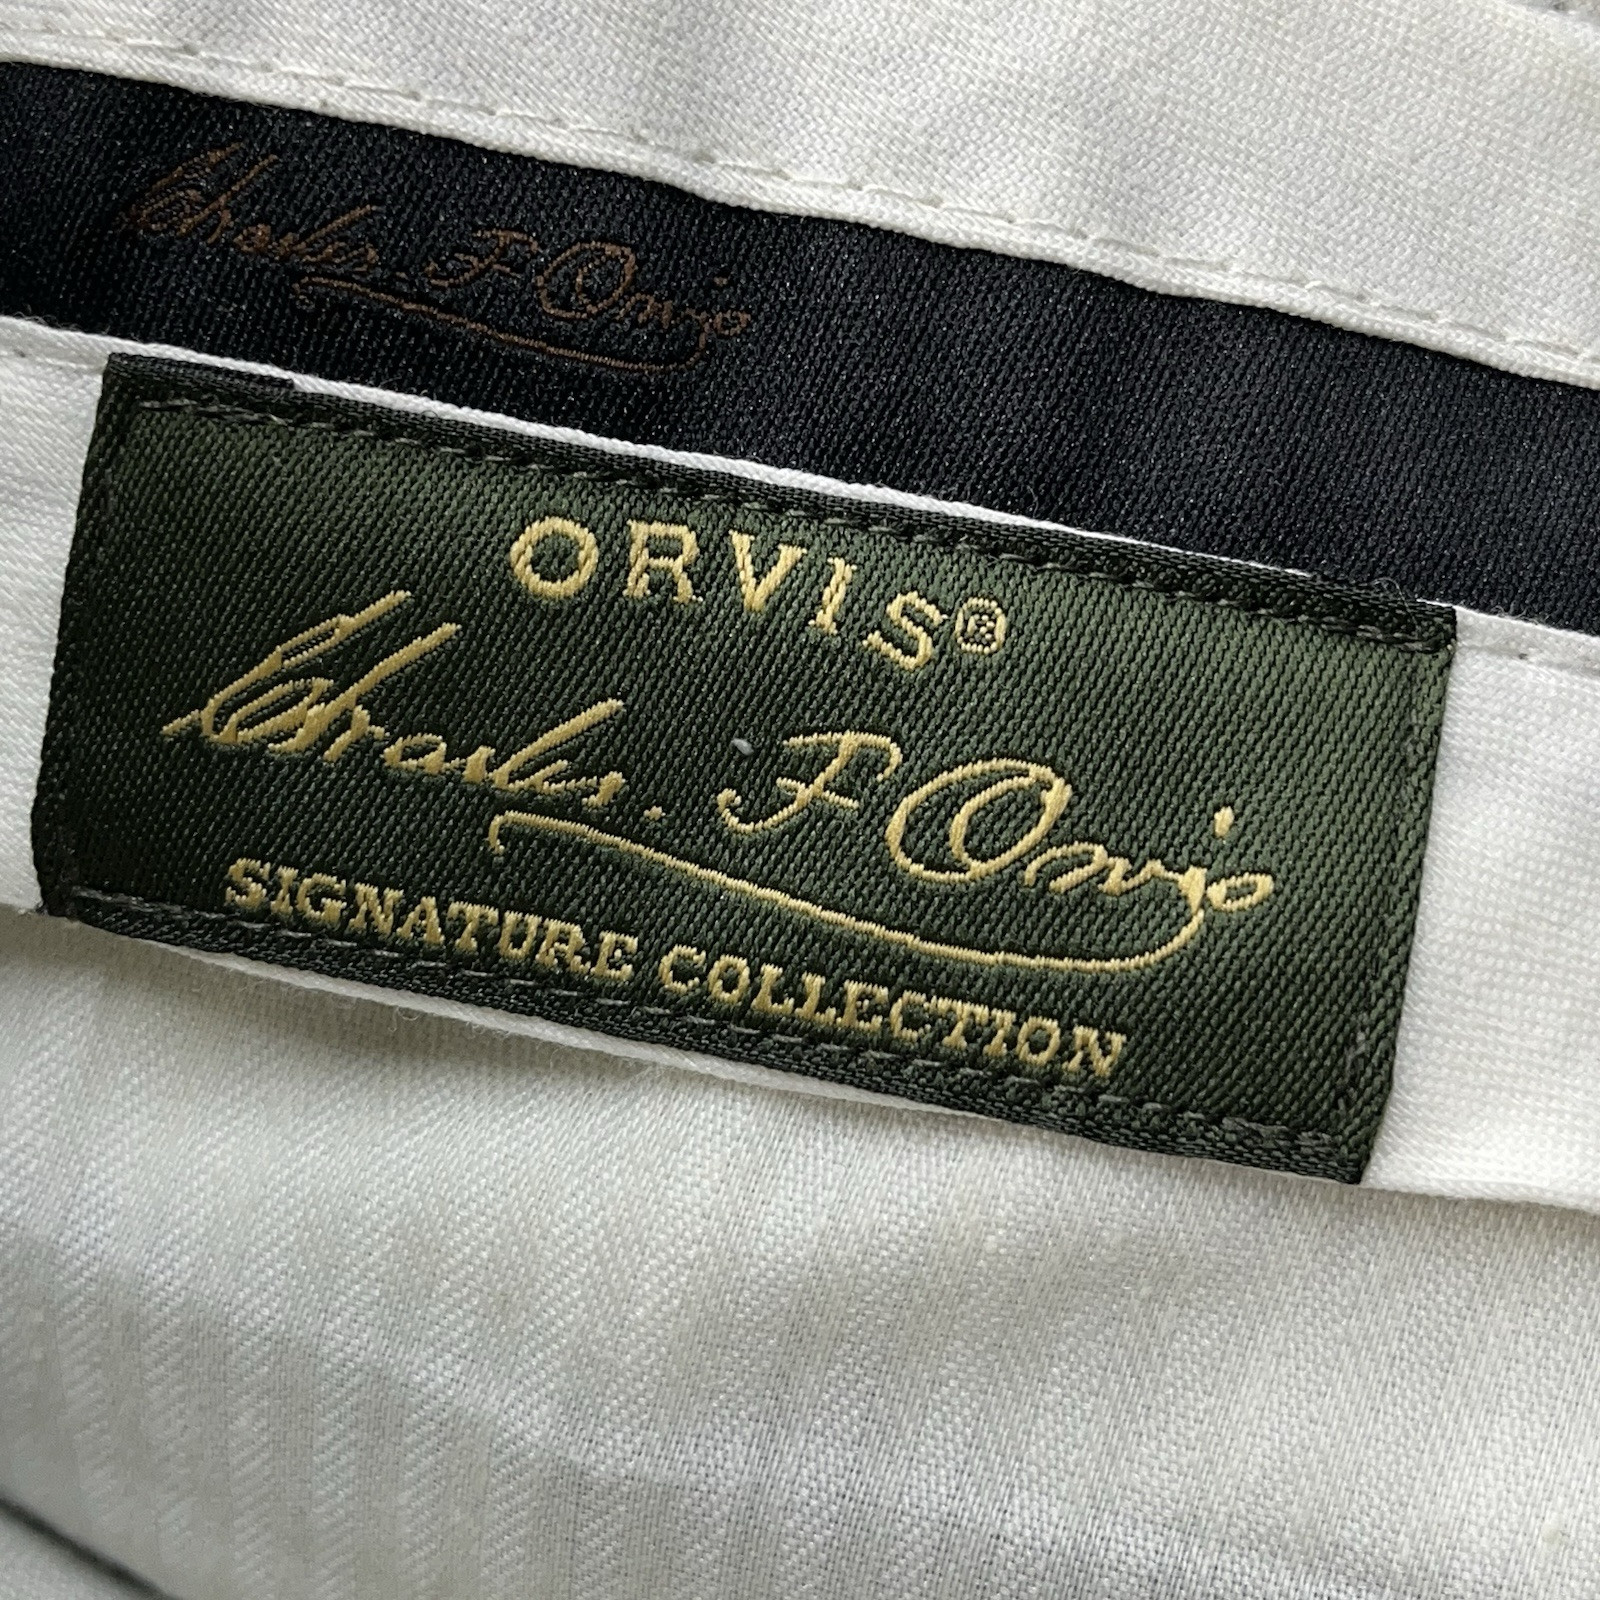 Charles. F Orvis
ORVIS®
Charles. F Orvis
SIGNATURE COLLECTION